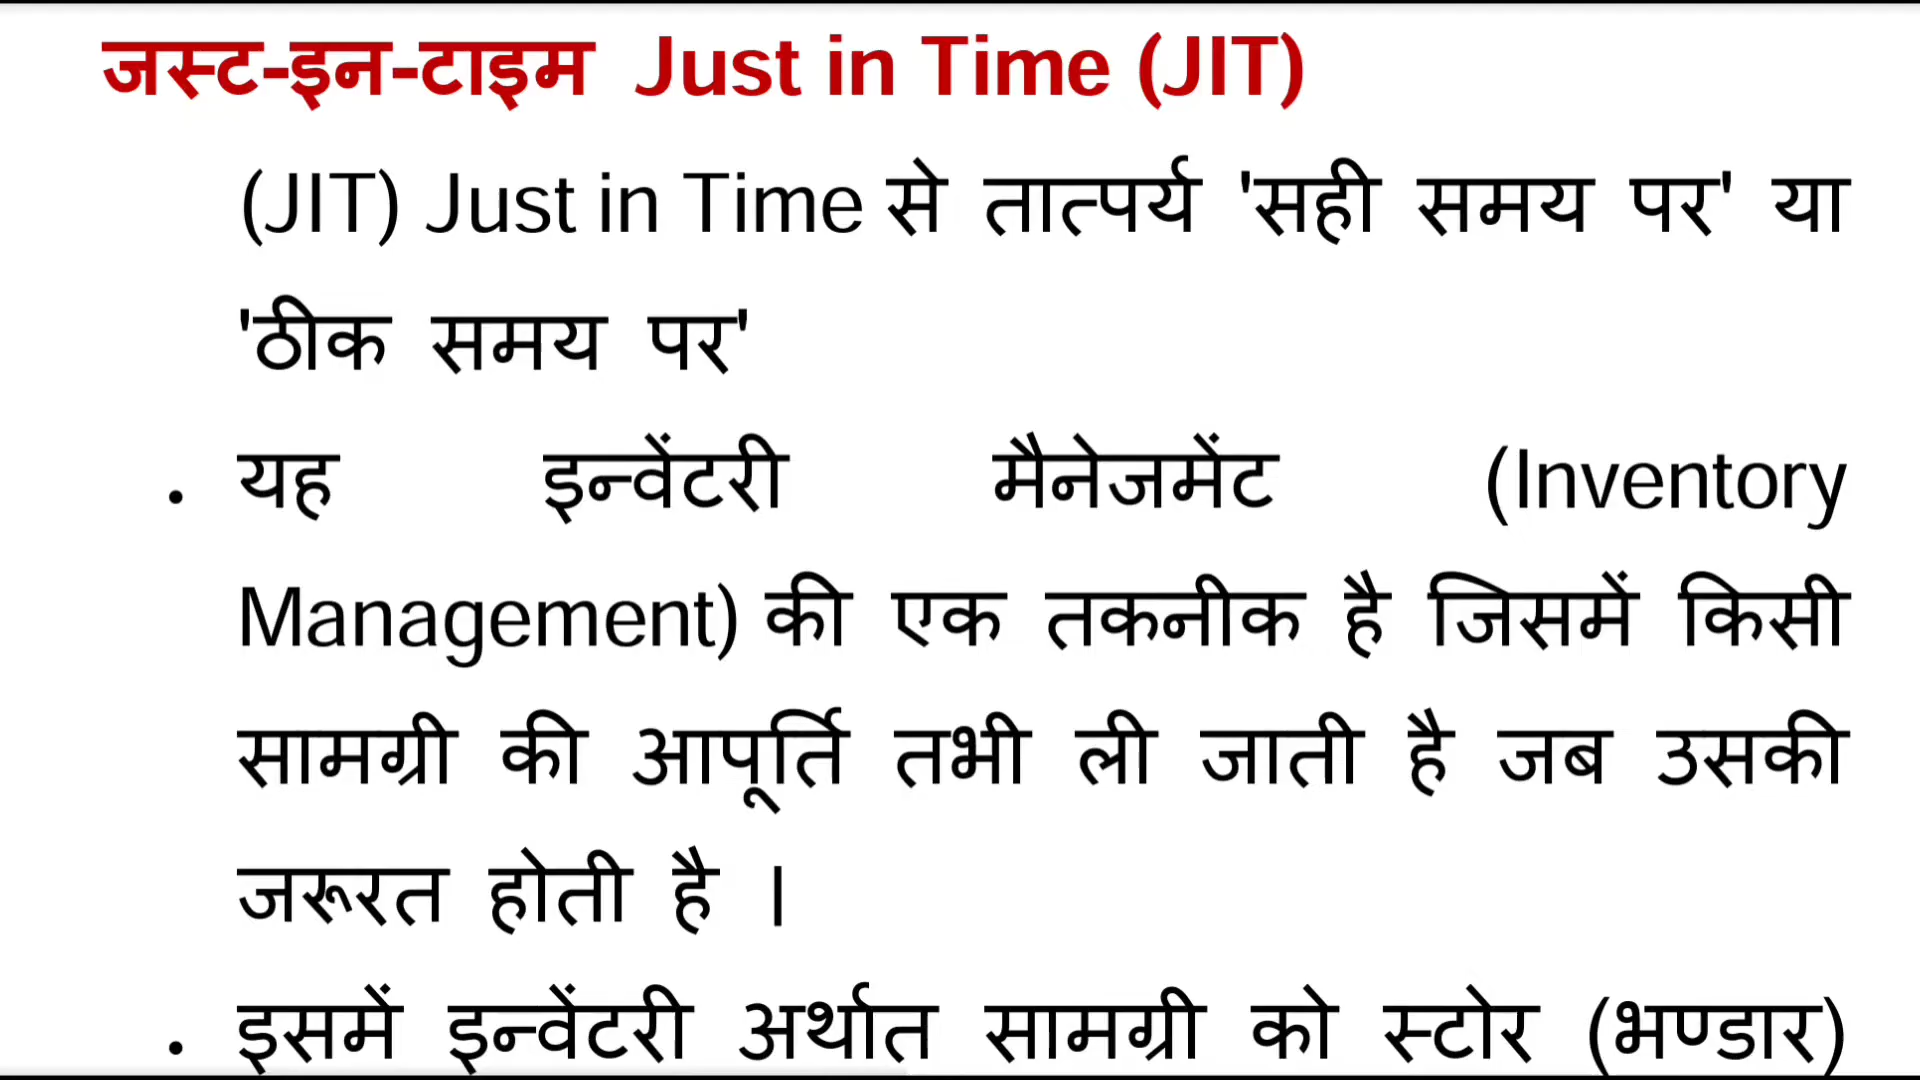 जस्ट-इन-टाइम Just in Time (JIT)
(JIT) Just in Time से तात्पर्य 'सही समय पर' या
'ठीक समय पर'
• यह इन्वेंटरी मैनेजमेंट (Inventory
Management) की एक तकनीक है जिसमें किसी
सामग्री की आपूर्ति तभी ली जाती है जब उसकी
जरूरत होती है ।
• इसमें इन्वेंटरी अर्थात सामग्री को स्टोर (भण्डार)